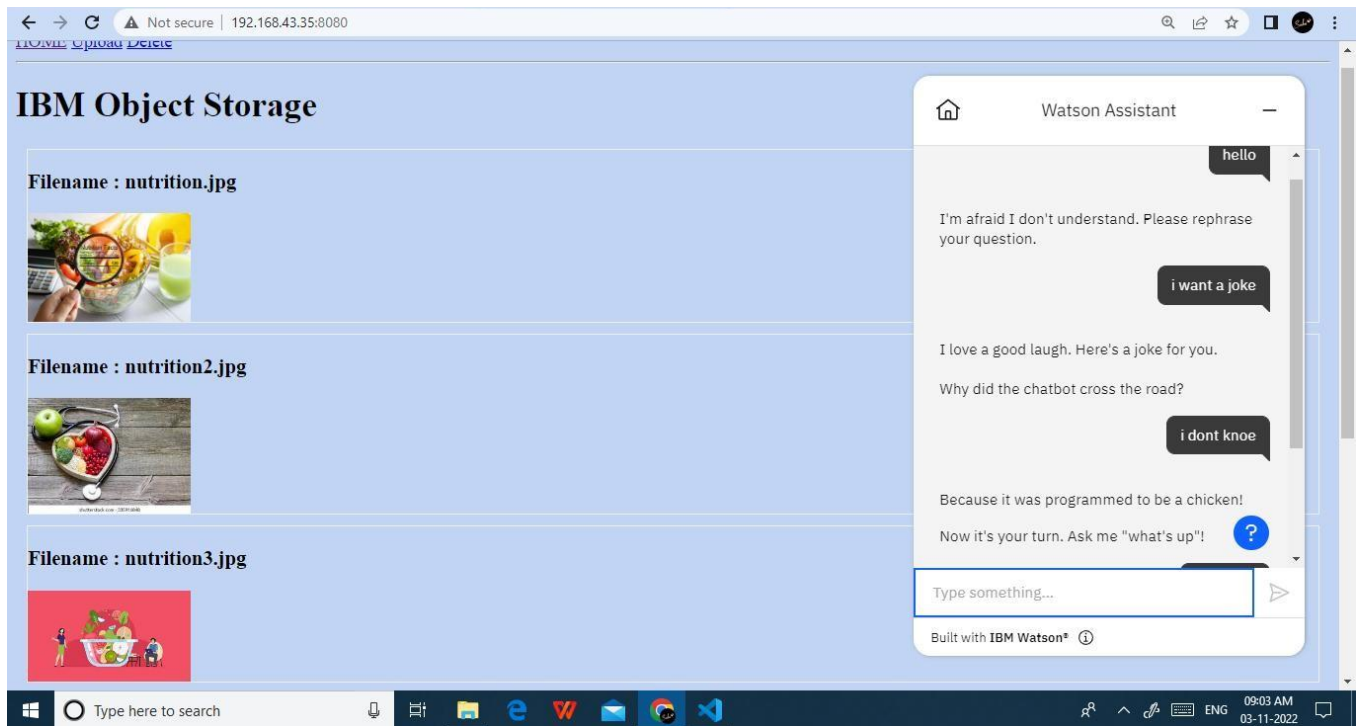 Not secure | 192.168.43.35:8080
HOME Upload Delete
IBM Object Storage
Filename : nutrition.jpg
Filename : nutrition2.jpg
Filename : nutrition3.jpg
Watson Assistant
hello
I'm afraid I don't understand. Please rephrase
your question.
i want a joke
I love a good laugh. Here's a joke for you.
Why did the chatbot cross the road?
i dont knoe
Because it was programmed to be a chicken!
Now it's your turn. Ask me "what's up"!
?
Type something...
Built with IBM Watson®
Type here to search
ENG
09:03 AM
03-11-2022